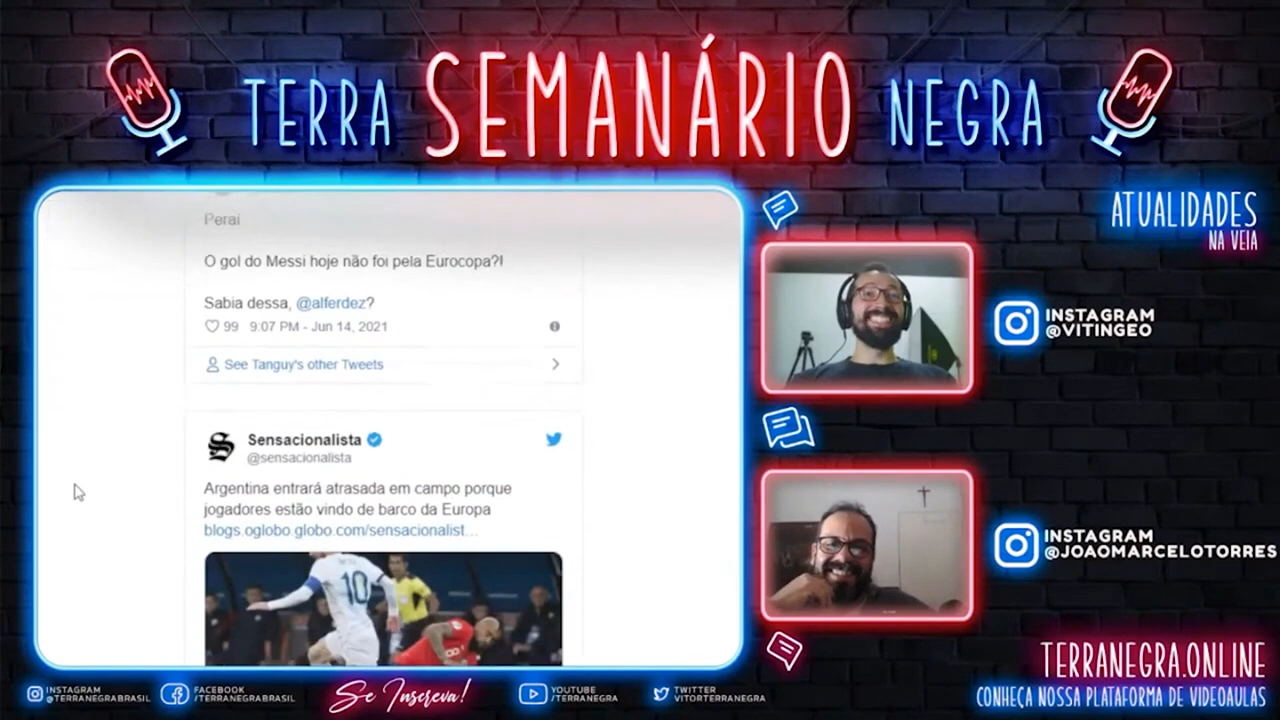 TERRA SEMANÁRIO NEGRA
ATUALIDADES
NA VEIA
Perai
O gol do Messi hoje não foi pela Eurocopa?!
Sabia dessa, @alferdez?
99 9:07 PM - Jun 14, 2021
See Tanguy's other Tweets
Sensacionalista
@sensacionalista
Argentina entrará atrasada em campo porque
jogadores estão vindo de barco da Europa
blogs.oglobo.globo.com/sensacionalist...
10
8
INSTAGRAM
@VITINGEO
INSTAGRAM
@JOAOMARCELOTORRES
TERRANEGRA.ONLINE
CONHEÇA NOSSA PLATAFORMA DE VIDEOAULAS
INSTAGRAM
@TERRANEGRABRASIL
FACEBOOK
/TERRANEGRABRASIL
Se Inscreva!
YOUTUBE
/TERRANEGRA
TWITTER
VITORTERRANEGRA